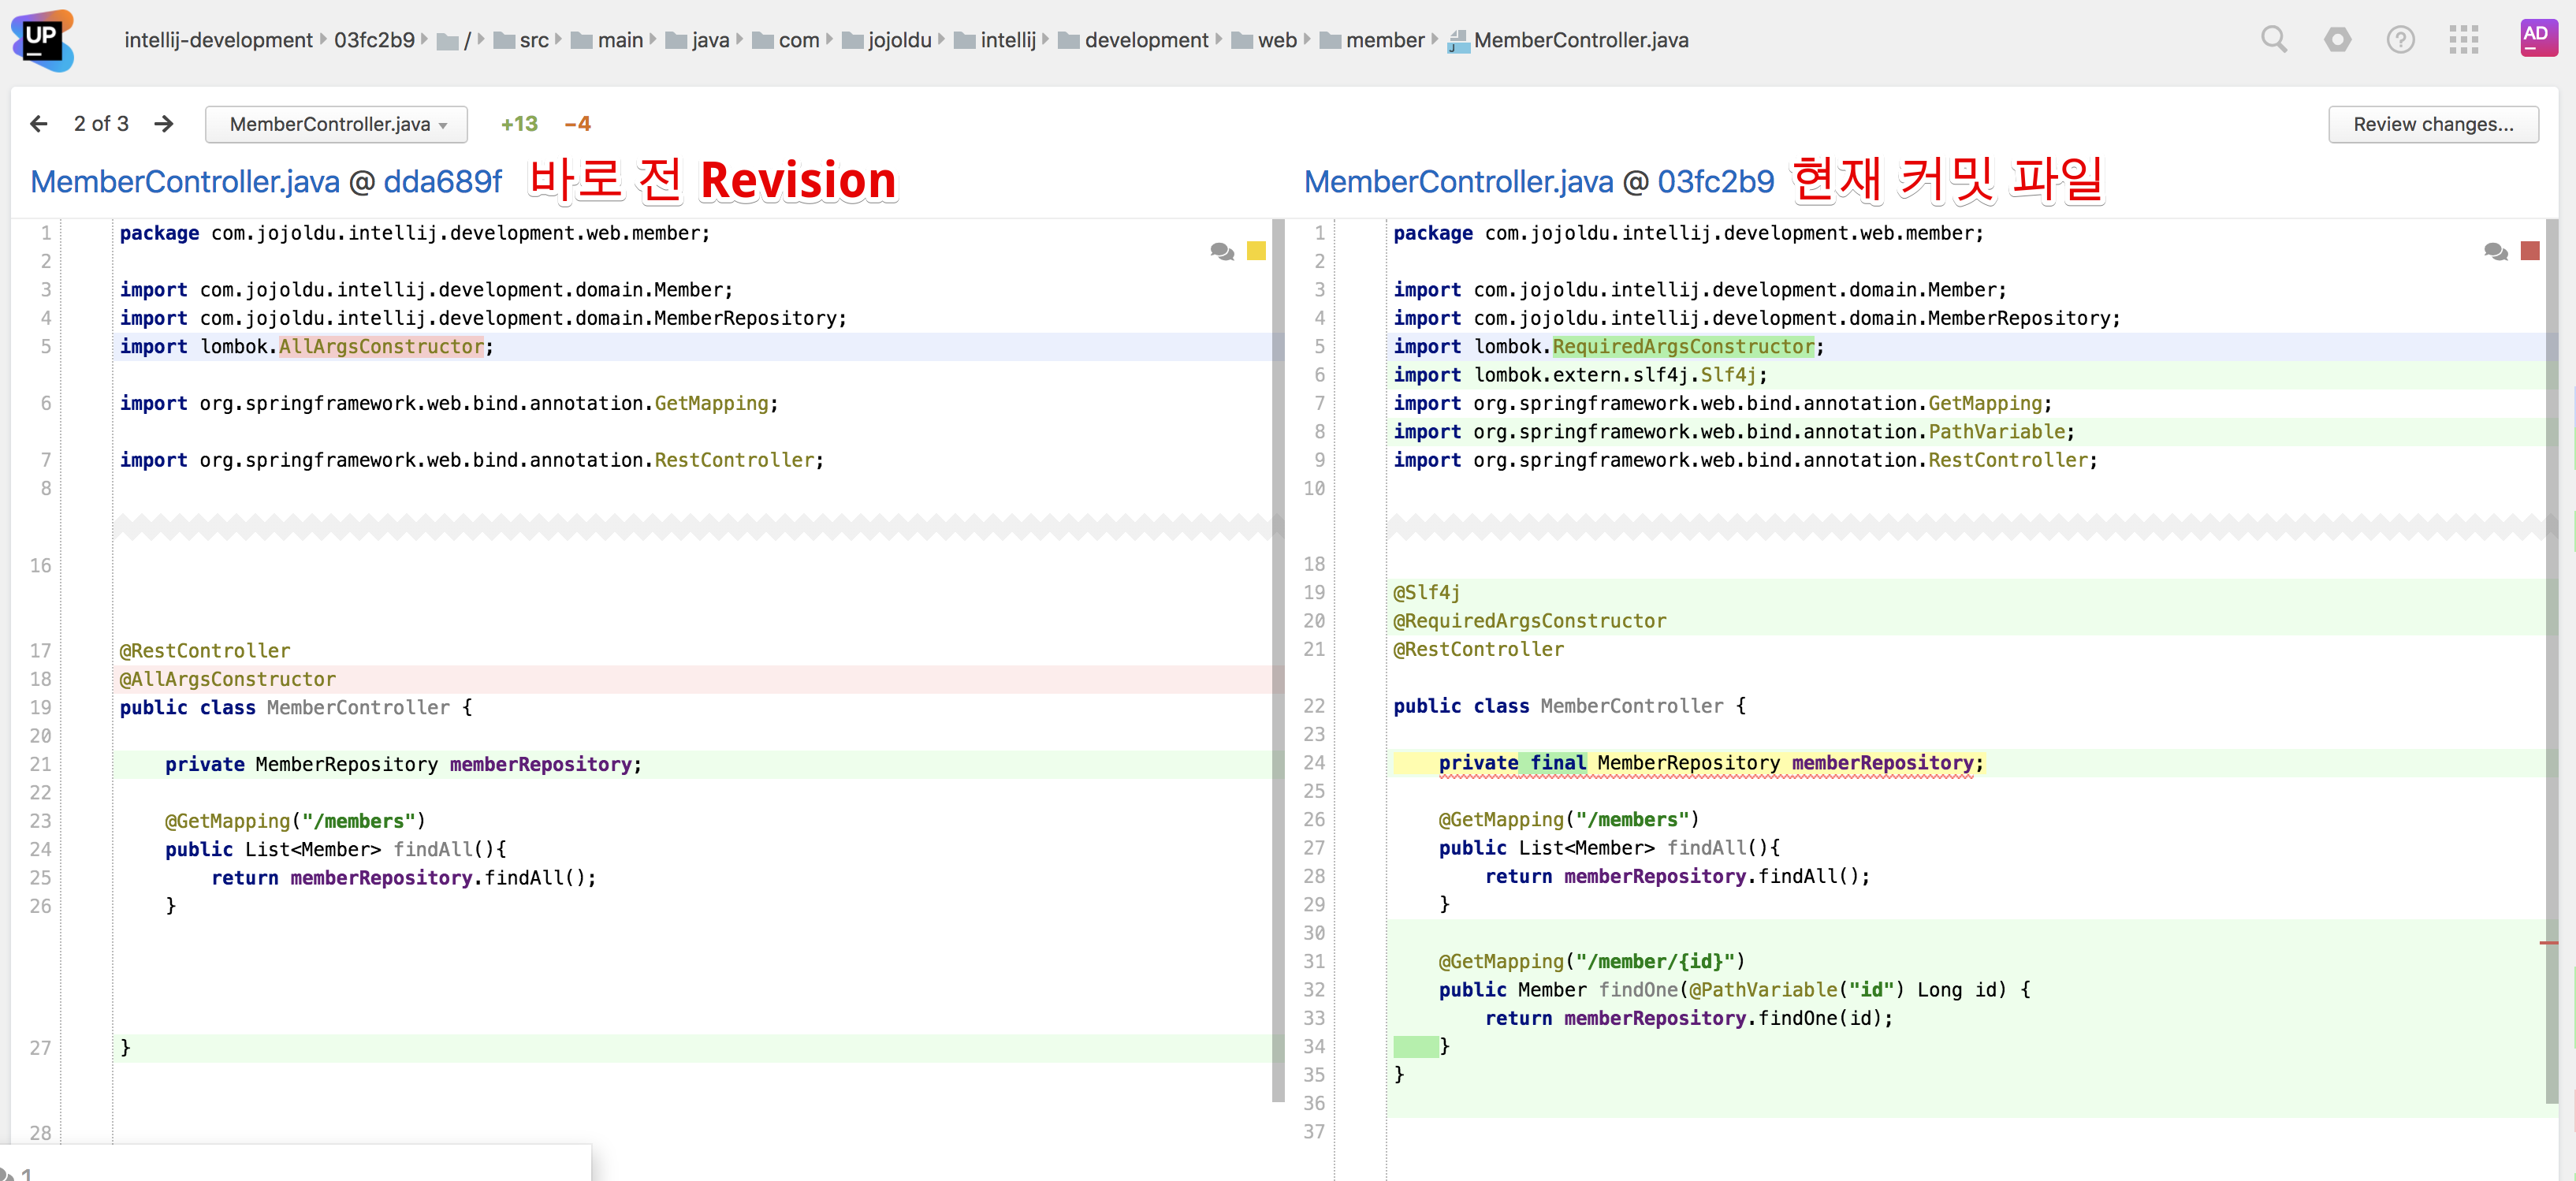 UP
intellij-development 03fc2b9 / src main java com jojoldu intellij development web member MemberController.java
AD
2 of 3 MemberController.java +13 −4 Review changes...
MemberController.java @ dda689f 바로 전 Revision
1 package com.jojoldu.intellij.development.web.member;
2
3 import com.jojoldu.intellij.development.domain.Member;
4 import com.jojoldu.intellij.development.domain.MemberRepository;
5 import lombok.AllArgsConstructor;
6 import org.springframework.web.bind.annotation.GetMapping;
7 import org.springframework.web.bind.annotation.RestController;
8
16
17 @RestController
18 @AllArgsConstructor
19 public class MemberController {
20
21 private MemberRepository memberRepository;
22
23 @GetMapping("/members")
24 public List<Member> findAll(){
25 return memberRepository.findAll();
26 }
27 }
28
1
MemberController.java @ 03fc2b9 현재 커밋 파일
1 package com.jojoldu.intellij.development.web.member;
2
3 import com.jojoldu.intellij.development.domain.Member;
4 import com.jojoldu.intellij.development.domain.MemberRepository;
5 import lombok.RequiredArgsConstructor;
6 import lombok.extern.slf4j.Slf4j;
7 import org.springframework.web.bind.annotation.GetMapping;
8 import org.springframework.web.bind.annotation.PathVariable;
9 import org.springframework.web.bind.annotation.RestController;
10
18
19 @Slf4j
20 @RequiredArgsConstructor
21 @RestController
22 public class MemberController {
23
24 private final MemberRepository memberRepository;
25
26 @GetMapping("/members")
27 public List<Member> findAll(){
28 return memberRepository.findAll();
29 }
30
31 @GetMapping("/member/{id}")
32 public Member findOne(@PathVariable("id") Long id) {
33 return memberRepository.findOne(id);
34 }
35 }
36
37